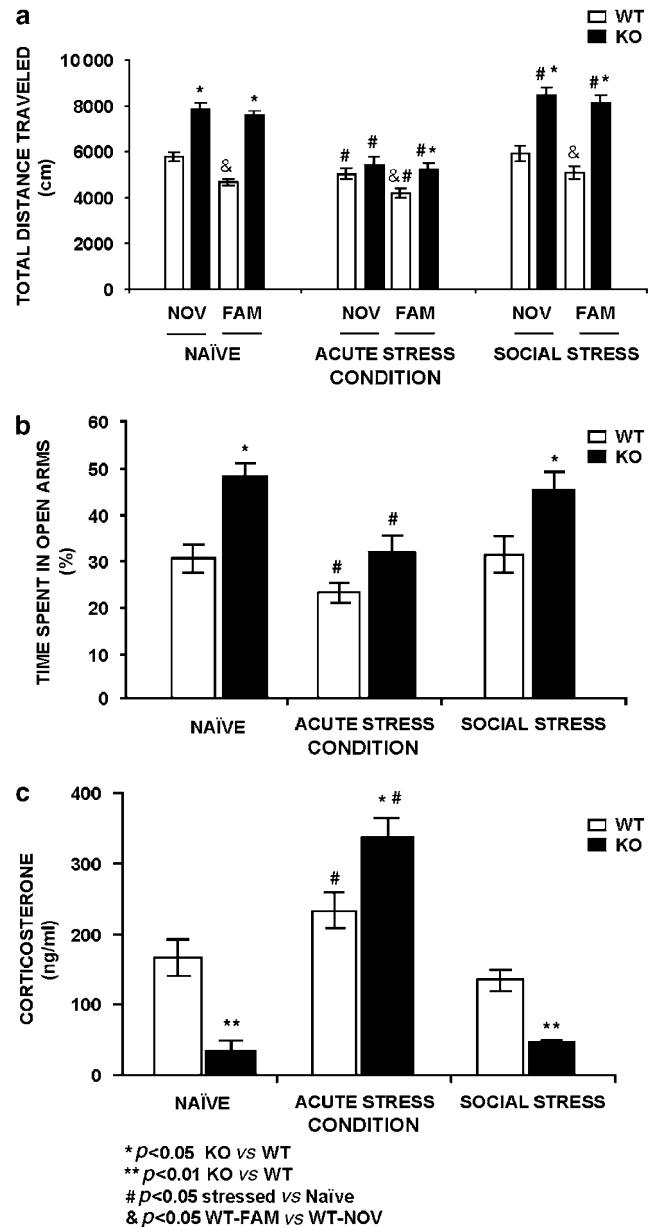 a
WT
KO
TOTAL DISTANCE TRAVELED
(cm)
10 000
8000
6000
4000
2000
0
* * & # # &# #* #* & #*
NOV FAM NOV FAM NOV FAM
NAÏVE ACUTE STRESS SOCIAL STRESS
CONDITION
b
WT
KO
TIME SPENT IN OPEN ARMS
(%)
60
50
40
30
20
10
0
* # # *
NAÏVE ACUTE STRESS SOCIAL STRESS
CONDITION
c
WT
KO
CORTICOSTERONE
(ng/ml)
400
300
200
100
0
** # * # **
NAÏVE ACUTE STRESS SOCIAL STRESS
CONDITION
* p<0.05 KO vs WT
** p<0.01 KO vs WT
# p<0.05 stressed vs Naïve
& p<0.05 WT-FAM vs WT-NOV